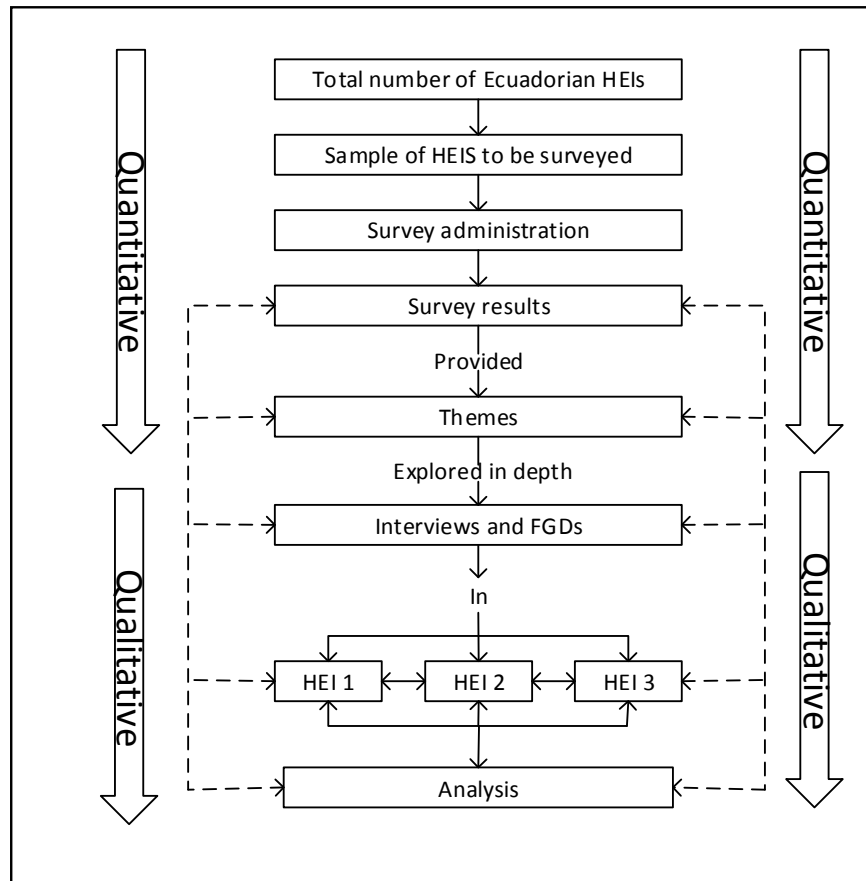 Total number of Ecuadorian HEIs
Sample of HEIS to be surveyed
Survey administration
Survey results
Provided
Themes
Explored in depth
Interviews and FGDs
In
HEI 1
HEI 2
HEI 3
Analysis
Quantitative
Qualitative
Quantitative
Qualitative